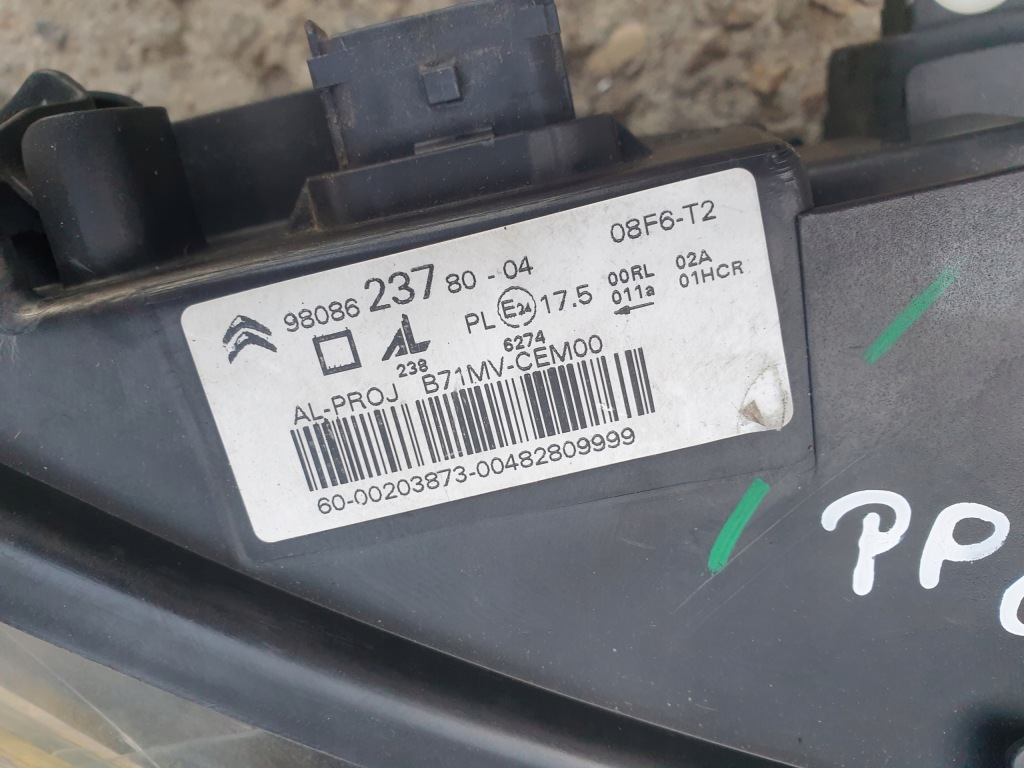 08F6-T2
98086 237 80 - 04
00RL 02A
PL E24 17.5 011a 01HCR
AL
238
6274
AL-PROJ B71MV-CEM00
60-00203873-00482809999
PP